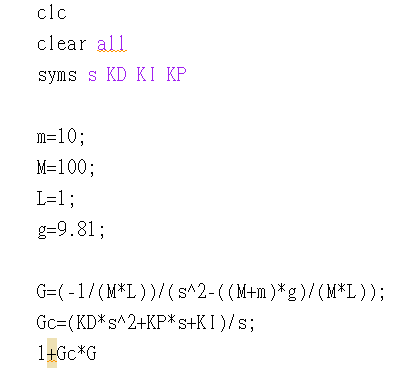 clc
clear all
syms s KD KI KP
m=10;
M=100;
L=1;
g=9.81;
G=(-1/(M*L))/(s^2-((M+m)*g)/(M*L));
Gc=(KD*s^2+KP*s+KI)/s;
1+Gc*G